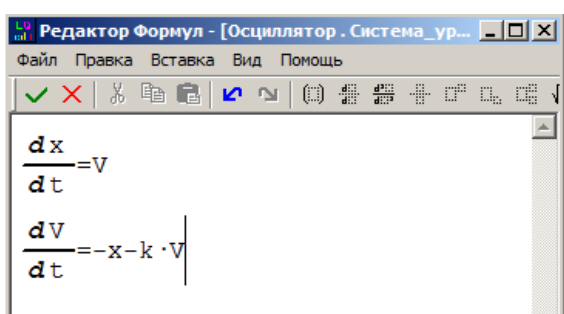 Редактор Формул - [Осциллятор . Система_ур...
Файл Правка Вставка Вид Помощь
dx/dt=V
dV/dt=-x-k·V